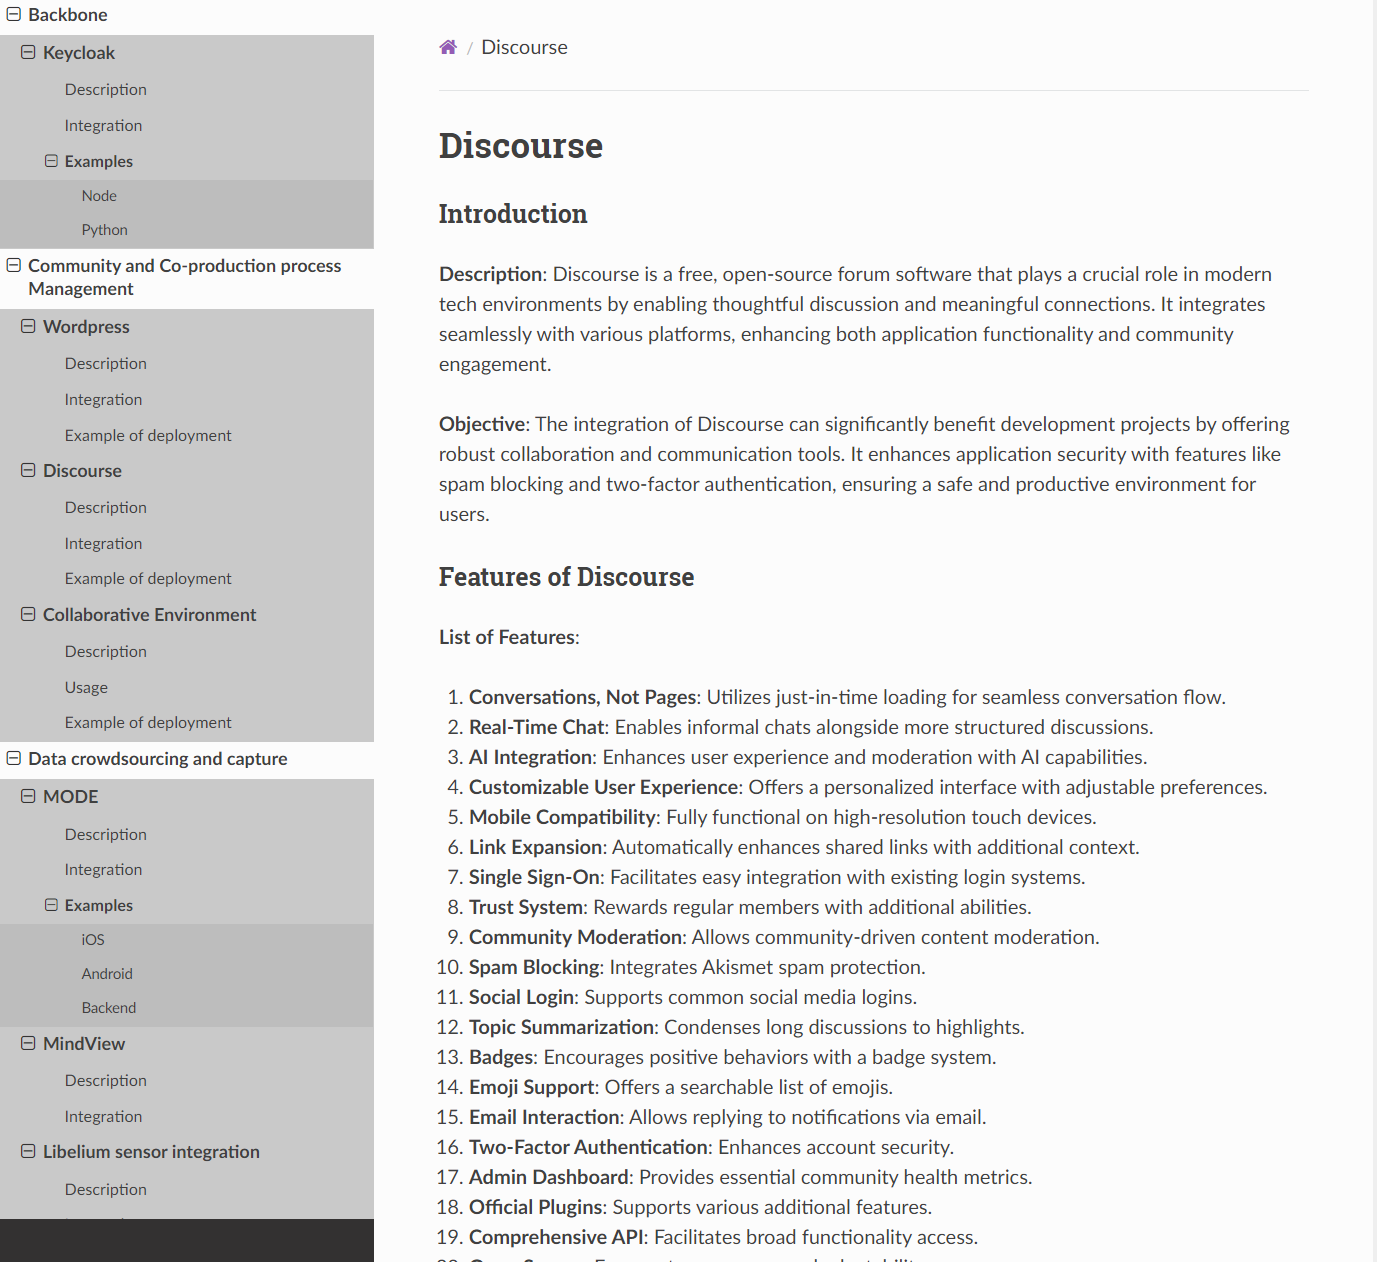 Backbone
Keycloak
Description
Integration
Examples
Node
Python
Community and Co-production process
Management
Wordpress
Description
Integration
Example of deployment
Discourse
Description
Integration
Example of deployment
Collaborative Environment
Description
Usage
Example of deployment
Data crowdsourcing and capture
MODE
Description
Integration
Examples
iOS
Android
Backend
MindView
Description
Integration
Libelium sensor integration
Description
/ Discourse
Discourse
Introduction
Description: Discourse is a free, open-source forum software that plays a crucial role in modern
tech environments by enabling thoughtful discussion and meaningful connections. It integrates
seamlessly with various platforms, enhancing both application functionality and community
engagement.
Objective: The integration of Discourse can significantly benefit development projects by offering
robust collaboration and communication tools. It enhances application security with features like
spam blocking and two-factor authentication, ensuring a safe and productive environment for
users.
Features of Discourse
List of Features:
1. Conversations, Not Pages: Utilizes just-in-time loading for seamless conversation flow.
2. Real-Time Chat: Enables informal chats alongside more structured discussions.
3. AI Integration: Enhances user experience and moderation with AI capabilities.
4. Customizable User Experience: Offers a personalized interface with adjustable preferences.
5. Mobile Compatibility: Fully functional on high-resolution touch devices.
6. Link Expansion: Automatically enhances shared links with additional context.
7. Single Sign-On: Facilitates easy integration with existing login systems.
8. Trust System: Rewards regular members with additional abilities.
9. Community Moderation: Allows community-driven content moderation.
10. Spam Blocking: Integrates Akismet spam protection.
11. Social Login: Supports common social media logins.
12. Topic Summarization: Condenses long discussions to highlights.
13. Badges: Encourages positive behaviors with a badge system.
14. Emoji Support: Offers a searchable list of emojis.
15. Email Interaction: Allows replying to notifications via email.
16. Two-Factor Authentication: Enhances account security.
17. Admin Dashboard: Provides essential community health metrics.
18. Official Plugins: Supports various additional features.
19. Comprehensive API: Facilitates broad functionality access.